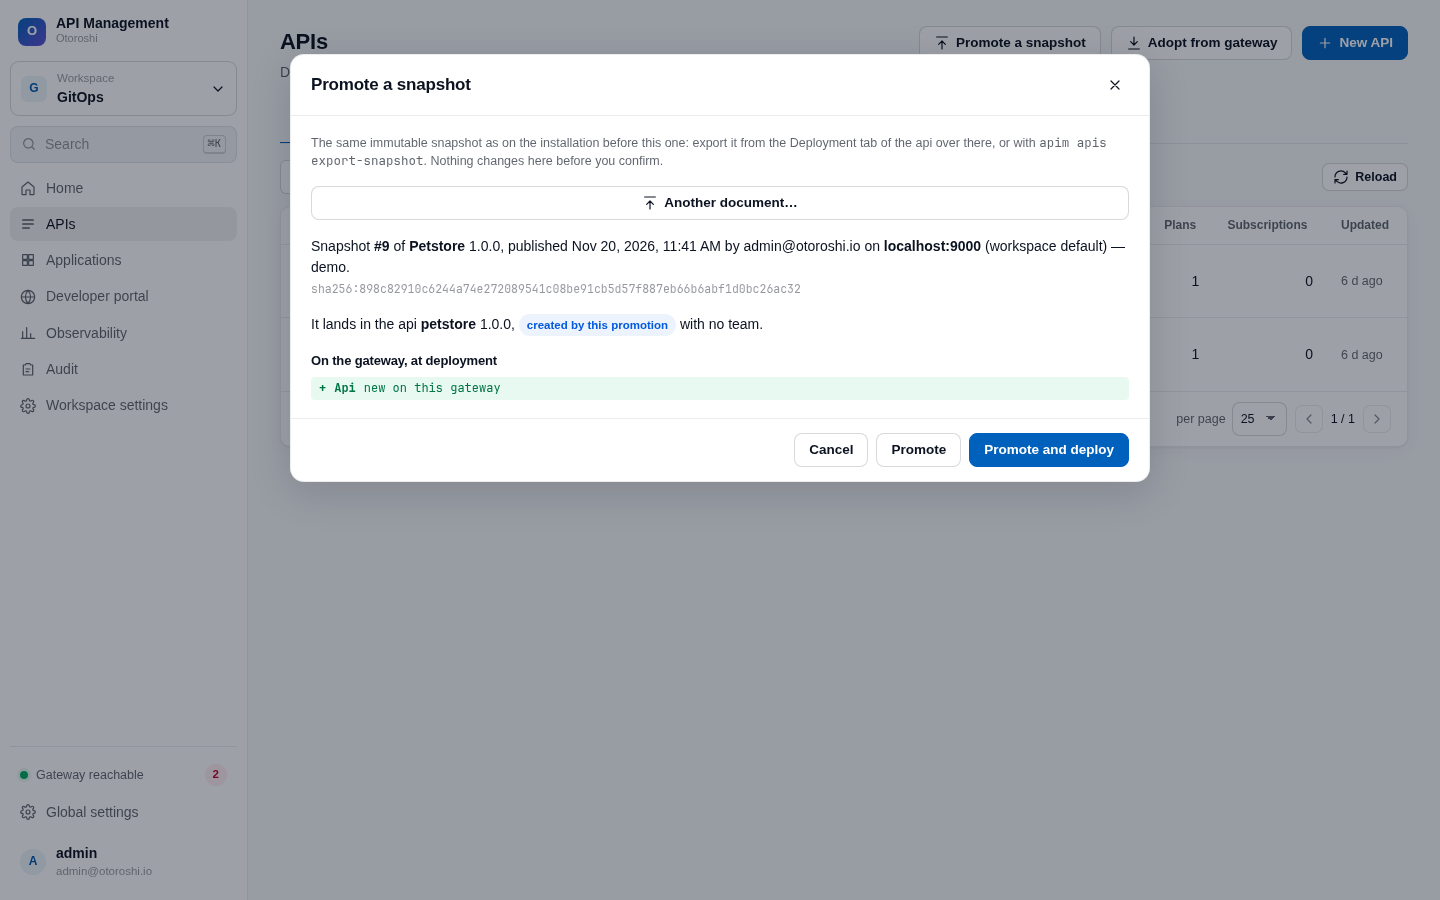 O
API Management
Otoroshi
G
Workspace
GitOps
Search
⌘K
Home
APIs
Applications
Developer portal
Observability
Audit
Workspace settings
Gateway reachable
2
Global settings
A
admin
admin@otoroshi.io
APIs
D
Promote a snapshot
Adopt from gateway
New API
Reload
Plans
Subscriptions
Updated
1
0
6 d ago
1
0
6 d ago
per page
25
1 / 1
Promote a snapshot
The same immutable snapshot as on the installation before this one: export it from the Deployment tab of the api over there, or with apim apis
export-snapshot. Nothing changes here before you confirm.
Another document…
Snapshot #9 of Petstore 1.0.0, published Nov 20, 2026, 11:41 AM by admin@otoroshi.io on localhost:9000 (workspace default) —
demo.
sha256:898c82910c6244a74e272089541c08be91cb5d57f887eb66b6abf1d0bc26ac32
It lands in the api petstore 1.0.0, created by this promotion with no team.
On the gateway, at deployment
+ Api new on this gateway
Cancel
Promote
Promote and deploy